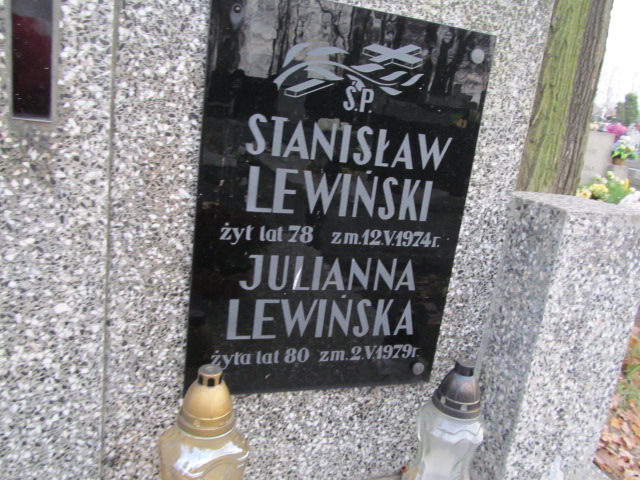 Ś.P.
STANISŁAW
LEWIŃSKI
żył lat 78 zm.12.V.1974r.
JULIANNA
LEWIŃSKA
żyła lat 80 zm.2.V.1979r.